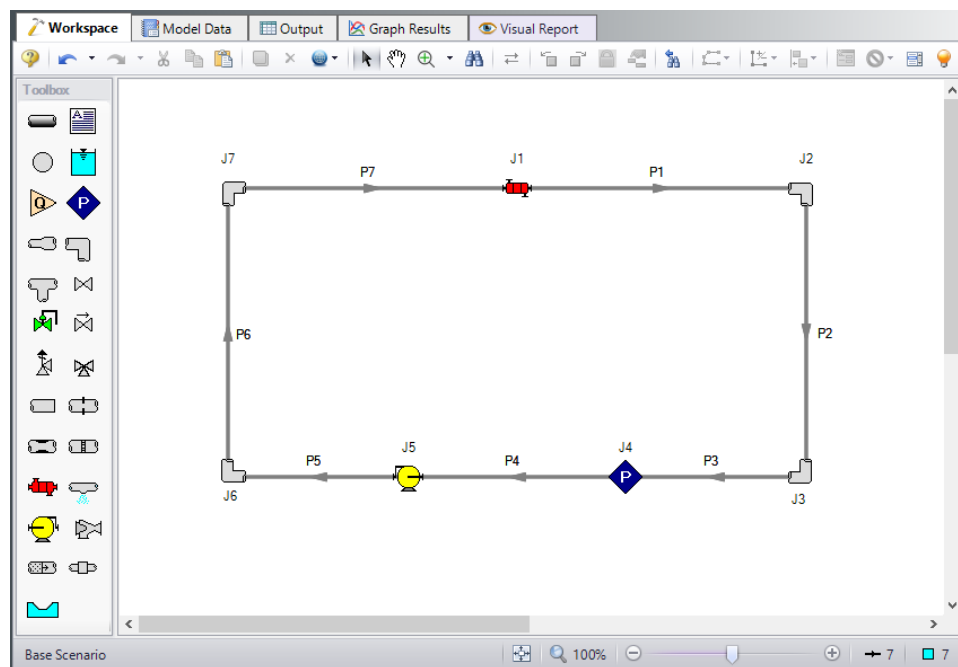 Workspace Model Data Output Graph Results Visual Report
Toolbox
A
Q P
J7 P7 J1 P1 J2
P6 P2
J6 P5 J5 P4 J4 P P3 J3
Base Scenario 100% 7 7